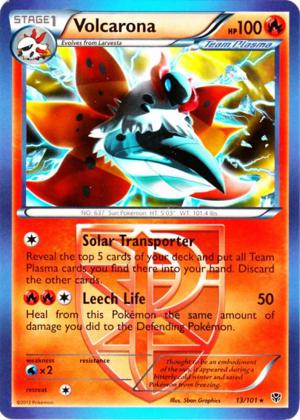 STAGE1
Volcarona
HP100
Evolves from Larvesta
Team Plasma
NO. 637 Sun Pokémon HT: 5'03" WT: 101.4 lbs
Solar Transporter
Reveal the top 5 cards of your deck and put all Team
Plasma cards you find there into your hand. Discard
the other cards.
Leech Life 50
Heal from this Pokémon the same amount of
damage you did to the Defending Pokémon.
weakness resistance
×2
retreat
Thought to be an embodiment
of the sun, it appeared during a
bitterly cold winter and saved
Pokémon from freezing.
©2013 Pokémon
Illus. 5ban Graphics
13/101 ★